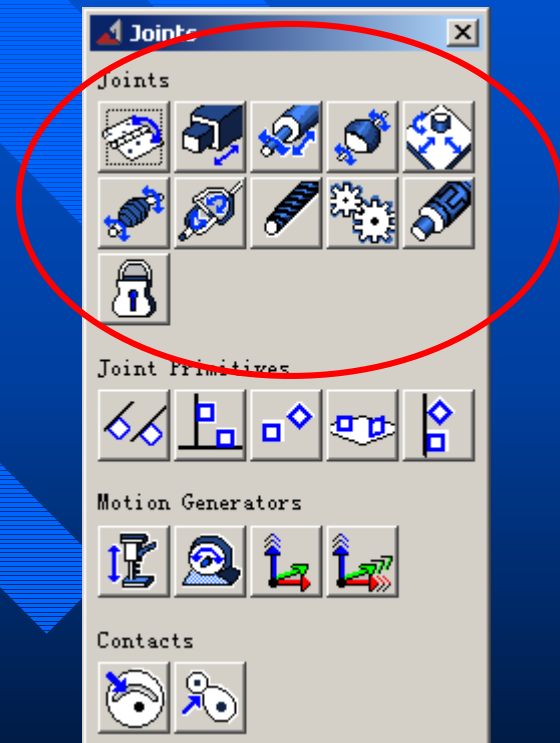 Joints
Joints
Joint Primitives
Motion Generators
Contacts